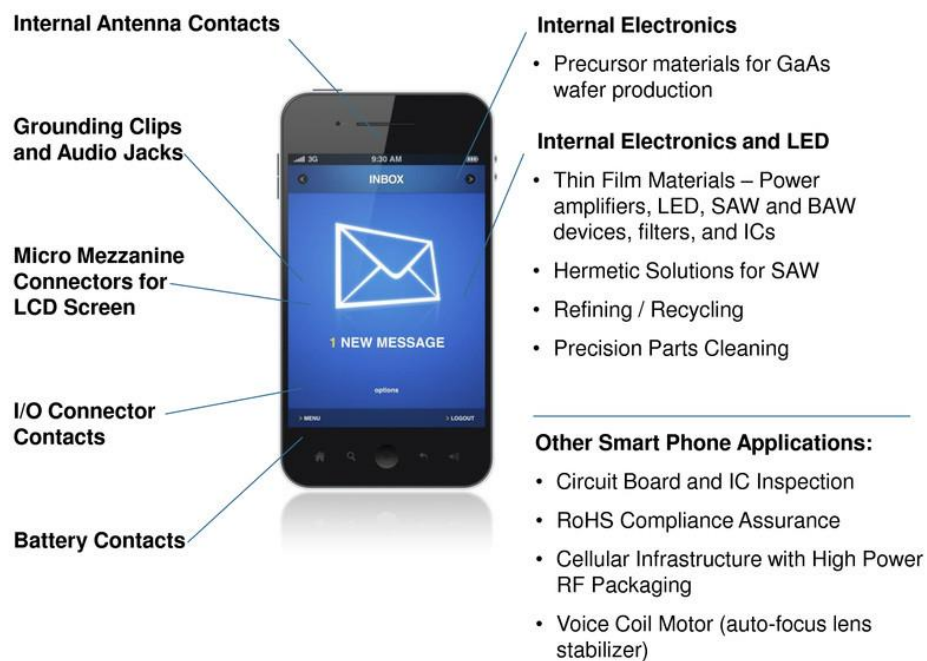 Internal Antenna Contacts
Grounding Clips
and Audio Jacks
Micro Mezzanine
Connectors for
LCD Screen
I/O Connector
Contacts
Battery Contacts
3G
9:30 AM
INBOX
1 NEW MESSAGE
options
> MENU
> LOGOUT
Internal Electronics
• Precursor materials for GaAs
wafer production
Internal Electronics and LED
• Thin Film Materials – Power
amplifiers, LED, SAW and BAW
devices, filters, and ICs
• Hermetic Solutions for SAW
• Refining / Recycling
• Precision Parts Cleaning
Other Smart Phone Applications:
• Circuit Board and IC Inspection
• RoHS Compliance Assurance
• Cellular Infrastructure with High Power
RF Packaging
• Voice Coil Motor (auto-focus lens
stabilizer)